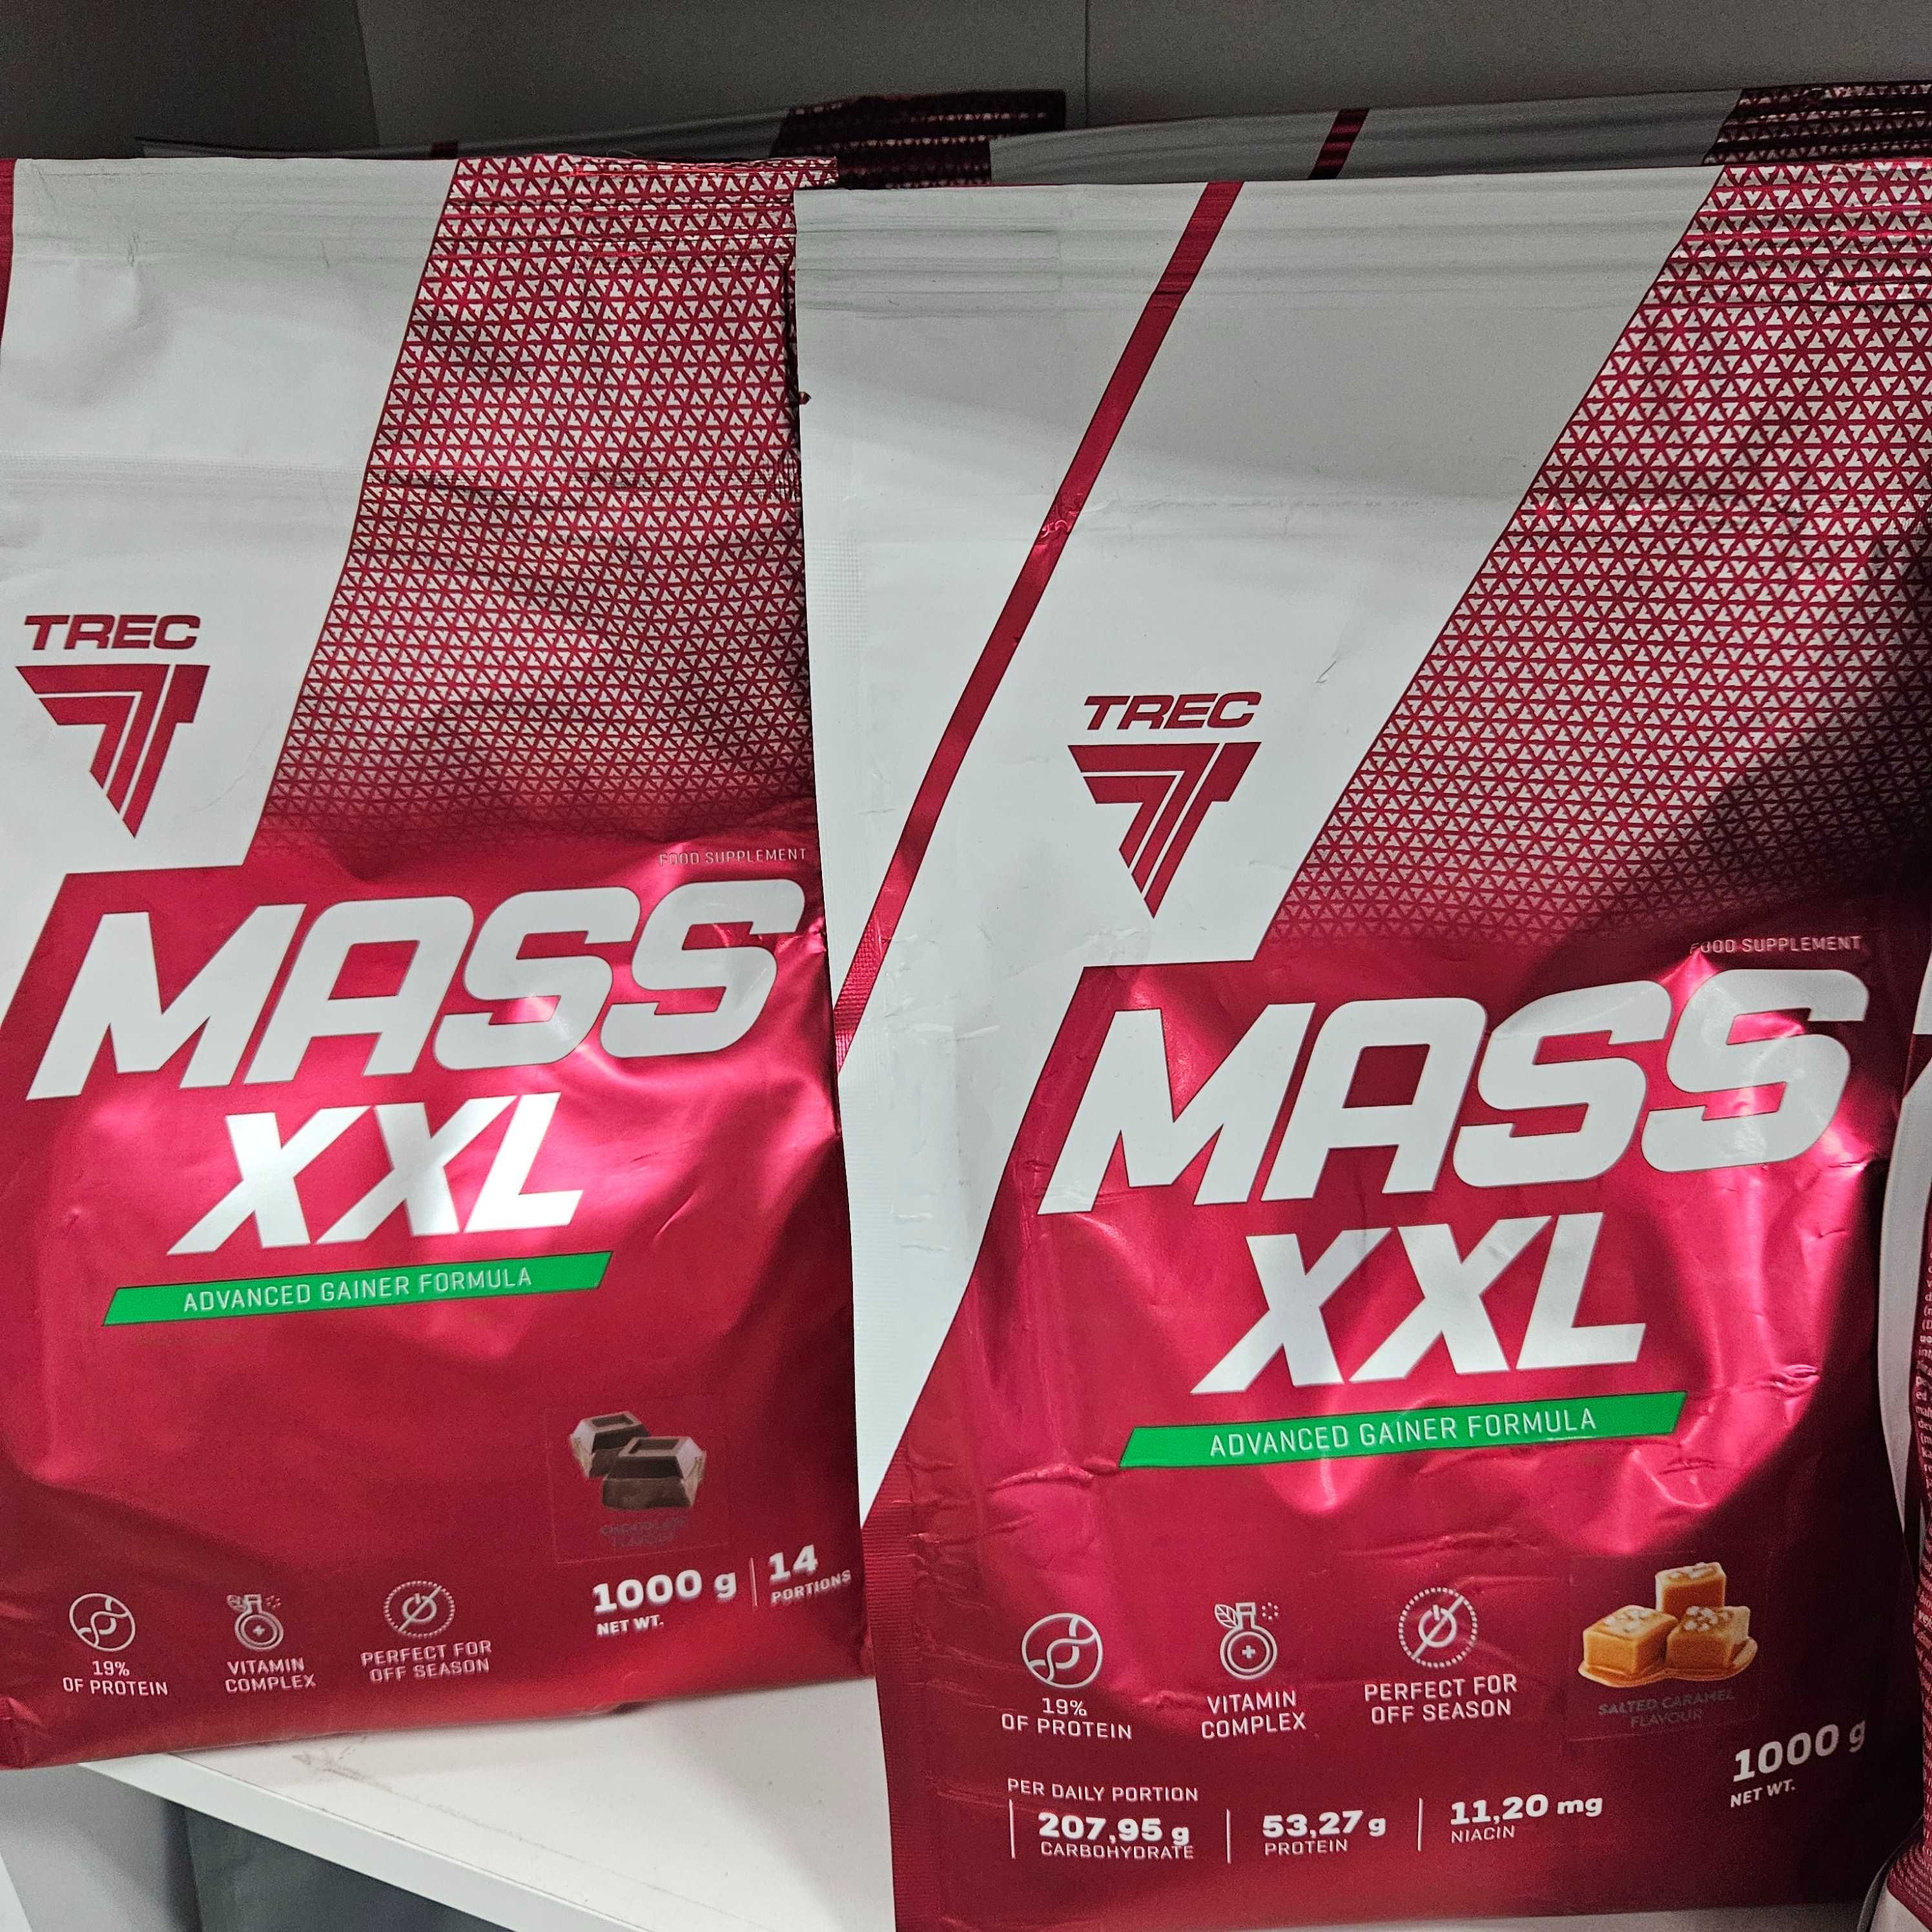 TREC
FOOD SUPPLEMENT
MASS
XXL
ADVANCED GAINER FORMULA
CHOCOLATE
FLAVOUR
1000 g
NET WT.
14
PORTIONS
19%
OF PROTEIN
VITAMIN
COMPLEX
PERFECT FOR
OFF SEASON
TREC
FOOD SUPPLEMENT
MASS
XXL
ADVANCED GAINER FORMULA
19%
OF PROTEIN
VITAMIN
COMPLEX
PERFECT FOR
OFF SEASON
SALTED CARAMEL
FLAVOUR
1000 g
NET WT.
PER DAILY PORTION
207,95 g
CARBOHYDRATE
53,27 g
PROTEIN
11,20 mg
NIACIN